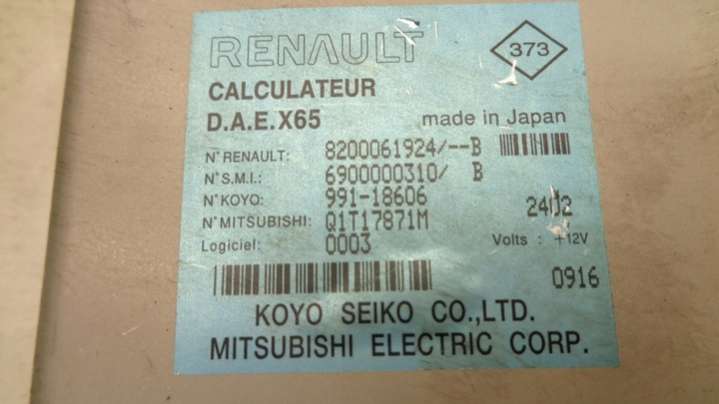 RENAULT
373
CALCULATEUR
D.A.E.X65 made in Japan
N° RENAULT: 8200061924/--B
N° S.M.I.: 6900000310/ B
N° KOYO: 991-18606
2402
N° MITSUBISHI: Q1T17871M
Logiciel: 0003 Volts : +12V
0916
KOYO SEIKO CO.,LTD.
MITSUBISHI ELECTRIC CORP.